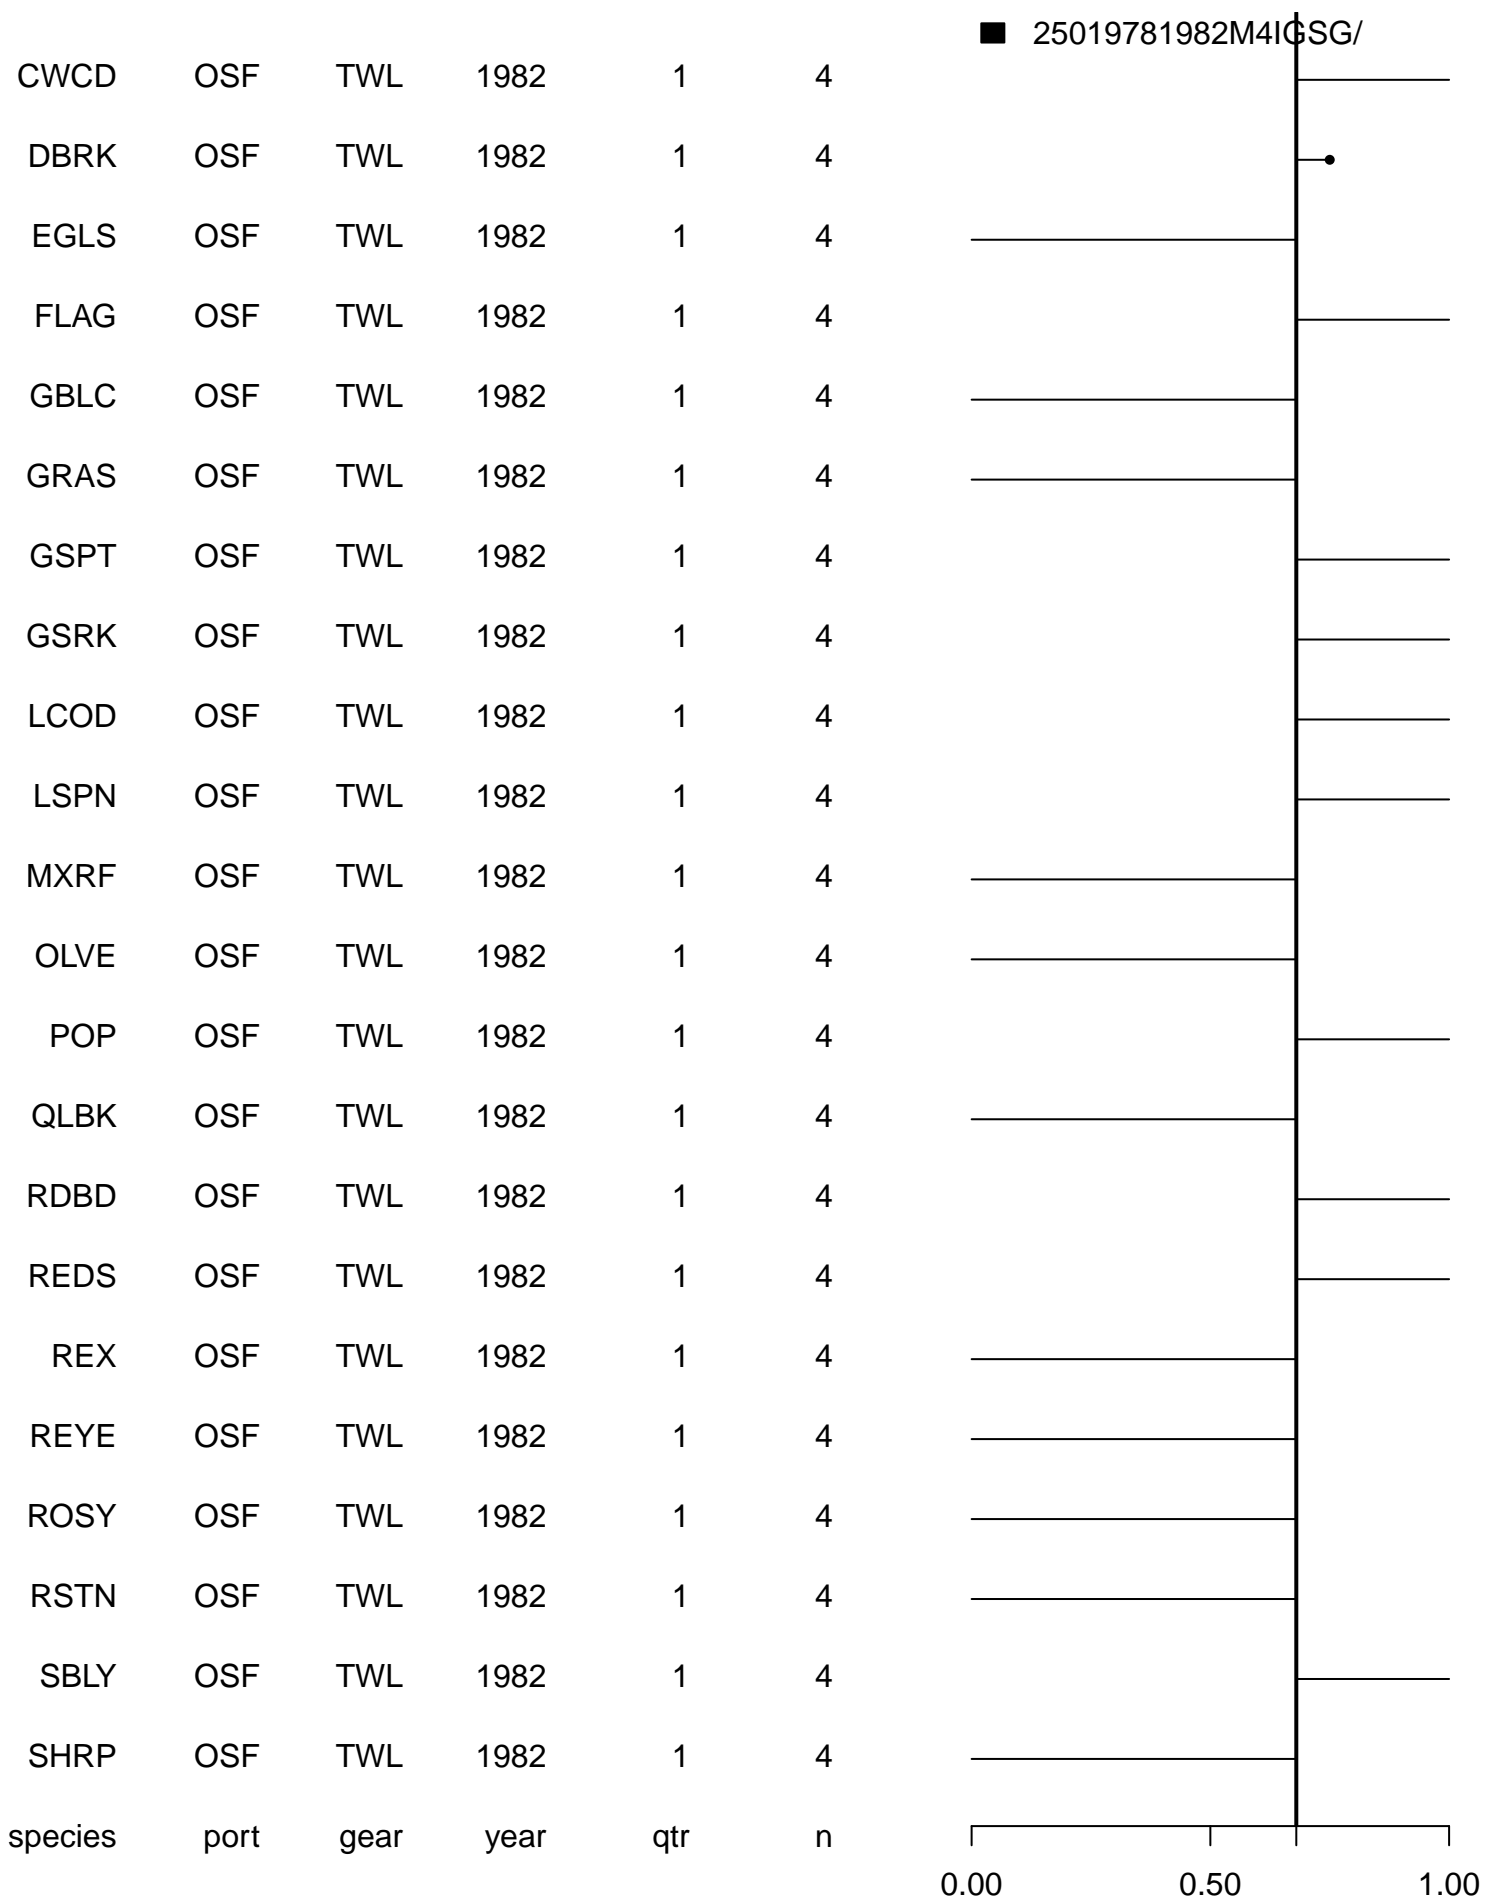 25019781982M4IGSG/
CWCD OSF TWL 1982 1 4
DBRK OSF TWL 1982 1 4
EGLS OSF TWL 1982 1 4
FLAG OSF TWL 1982 1 4
GBLC OSF TWL 1982 1 4
GRAS OSF TWL 1982 1 4
GSPT OSF TWL 1982 1 4
GSRK OSF TWL 1982 1 4
LCOD OSF TWL 1982 1 4
LSPN OSF TWL 1982 1 4
MXRF OSF TWL 1982 1 4
OLVE OSF TWL 1982 1 4
POP OSF TWL 1982 1 4
QLBK OSF TWL 1982 1 4
RDBD OSF TWL 1982 1 4
REDS OSF TWL 1982 1 4
REX OSF TWL 1982 1 4
REYE OSF TWL 1982 1 4
ROSY OSF TWL 1982 1 4
RSTN OSF TWL 1982 1 4
SBLY OSF TWL 1982 1 4
SHRP OSF TWL 1982 1 4
species port gear year qtr n
0.00 0.50 1.00